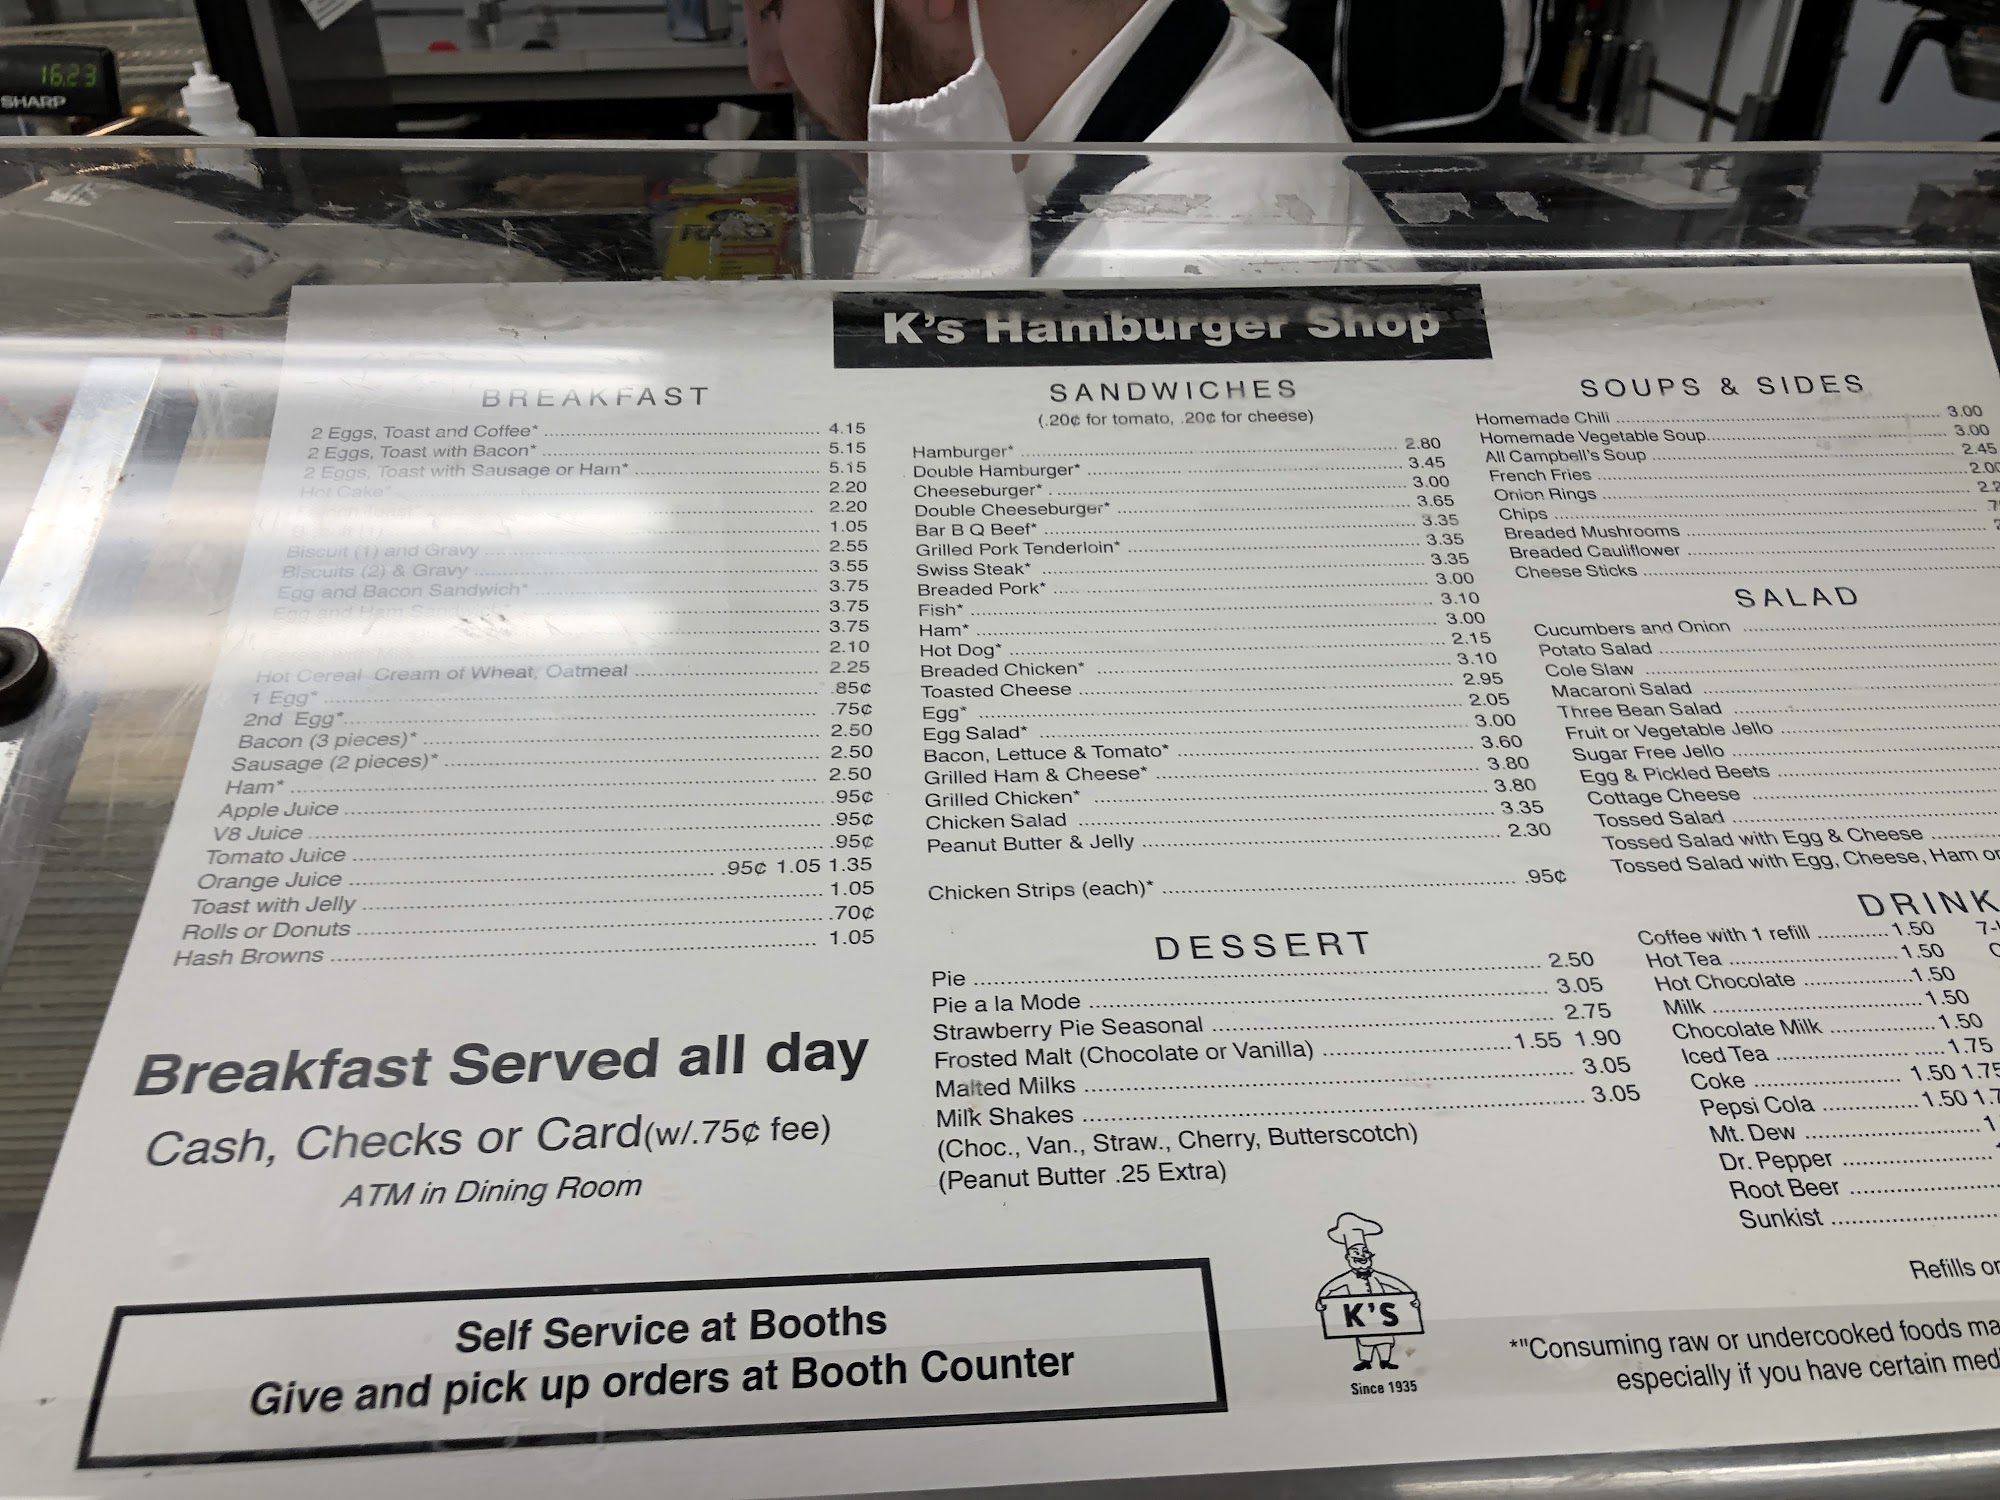 16.23
SHARP
K's Hamburger Shop
BREAKFAST
2 Eggs, Toast and Coffee* 4.15
2 Eggs, Toast with Bacon* 5.15
2 Eggs, Toast with Sausage or Ham* 5.15
Hot Cake* 2.20
2.20
1.05
Biscuit (1) and Gravy 2.55
Biscuits (2) & Gravy 3.55
Egg and Bacon Sandwich* 3.75
Egg and Ham Sandwich* 3.75
3.75
2.10
Hot Cereal Cream of Wheat, Oatmeal 2.25
1 Egg* .85¢
2nd Egg* .75¢
Bacon (3 pieces)* 2.50
Sausage (2 pieces)* 2.50
Ham* 2.50
Apple Juice .95¢
V8 Juice .95¢
Tomato Juice .95¢
Orange Juice .95¢ 1.05 1.35
Toast with Jelly 1.05
Rolls or Donuts .70¢
Hash Browns 1.05
Breakfast Served all day
Cash, Checks or Card(w/.75¢ fee)
ATM in Dining Room
Self Service at Booths
Give and pick up orders at Booth Counter
SANDWICHES
(.20¢ for tomato, .20¢ for cheese)
Hamburger* 2.80
Double Hamburger* 3.45
Cheeseburger* 3.00
Double Cheeseburger* 3.65
Bar B Q Beef* 3.35
Grilled Pork Tenderloin* 3.35
Swiss Steak* 3.35
Breaded Pork* 3.00
Fish* 3.10
Ham* 3.00
Hot Dog* 2.15
Breaded Chicken* 3.10
Toasted Cheese 2.95
Egg* 2.05
Egg Salad* 3.00
Bacon, Lettuce & Tomato* 3.60
Grilled Ham & Cheese* 3.80
Grilled Chicken* 3.80
Chicken Salad 3.35
Peanut Butter & Jelly 2.30
Chicken Strips (each)* .95¢
DESSERT
Pie 2.50
Pie a la Mode 3.05
Strawberry Pie Seasonal 2.75
Frosted Malt (Chocolate or Vanilla) 1.55 1.90
Malted Milks 3.05
Milk Shakes 3.05
(Choc., Van., Straw., Cherry, Butterscotch)
(Peanut Butter .25 Extra)
K'S
Since 1935
SOUPS & SIDES
Homemade Chili 3.00
Homemade Vegetable Soup 3.00
All Campbell's Soup 2.45
French Fries 2.00
Onion Rings
Chips
Breaded Mushrooms
Breaded Cauliflower
Cheese Sticks
SALAD
Cucumbers and Onion
Potato Salad
Cole Slaw
Macaroni Salad
Three Bean Salad
Fruit or Vegetable Jello
Sugar Free Jello
Egg & Pickled Beets
Cottage Cheese
Tossed Salad
Tossed Salad with Egg & Cheese
Tossed Salad with Egg, Cheese, Ham or
DRINK
Coffee with 1 refill 1.50 7-
Hot Tea 1.50
Hot Chocolate 1.50
Milk 1.50
Chocolate Milk 1.50
Iced Tea 1.75
Coke 1.50 1.75
Pepsi Cola 1.50 1.7
Mt. Dew 1
Dr. Pepper
Root Beer
Sunkist
Refills or
*"Consuming raw or undercooked foods ma
especially if you have certain med